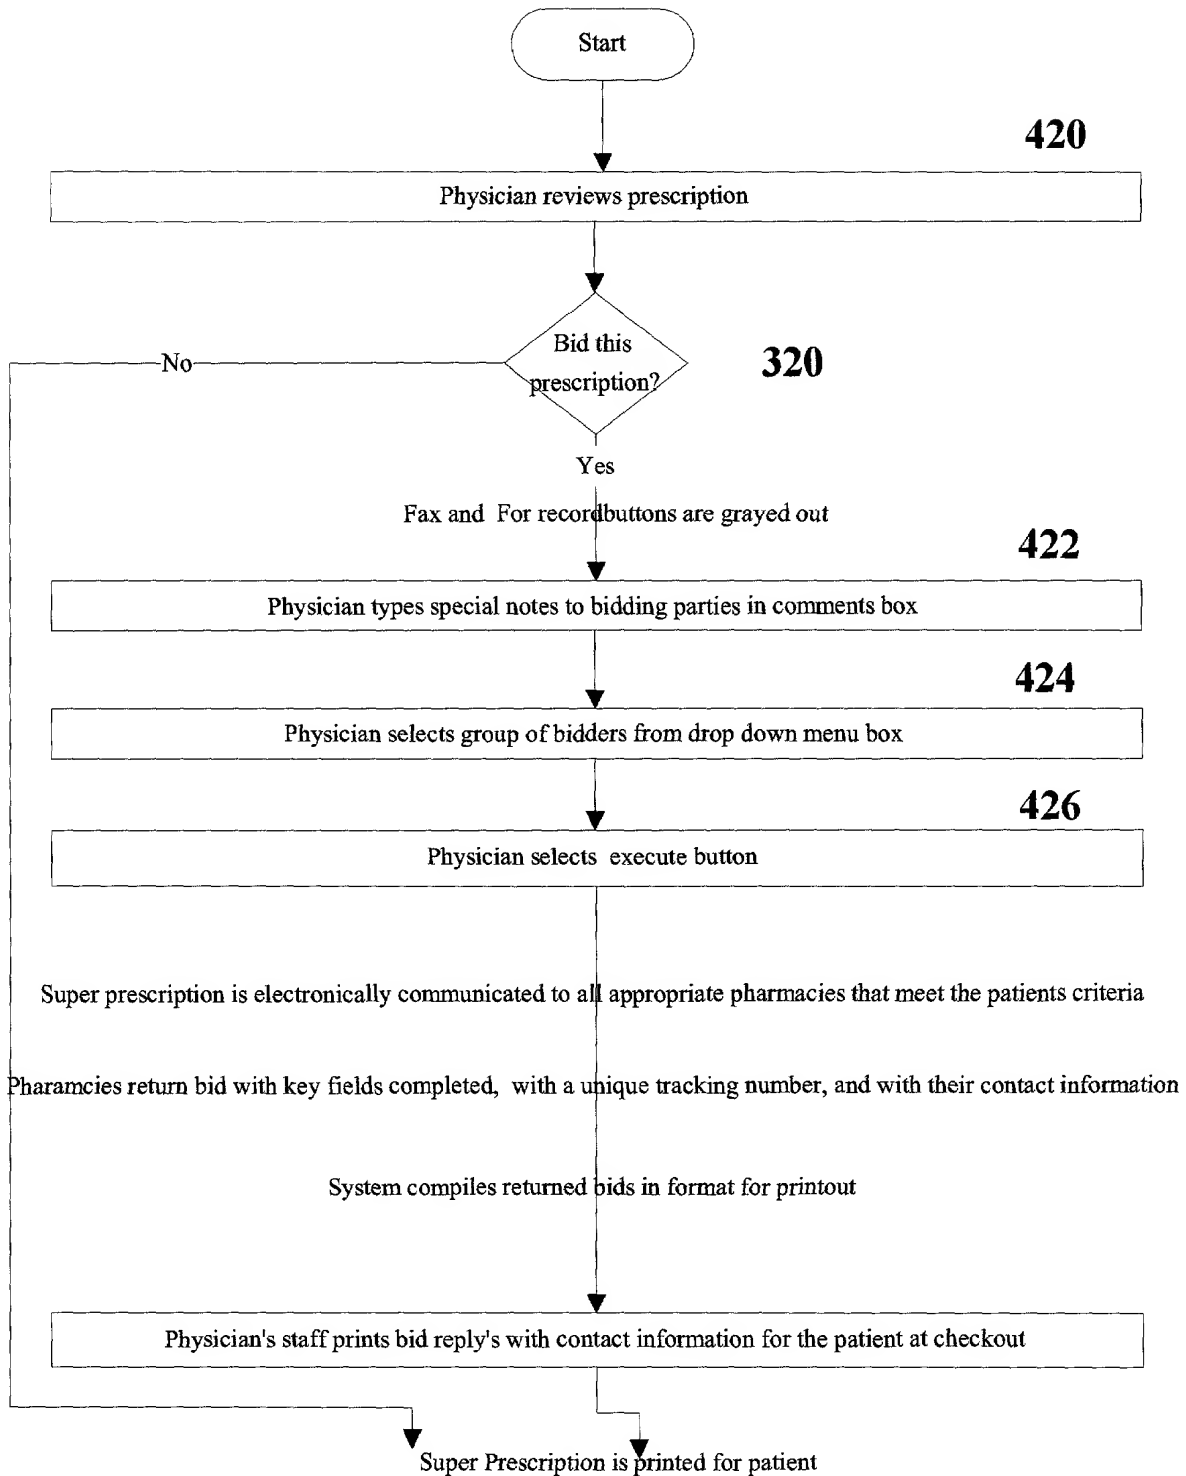 Start
420
Physician reviews prescription
Bid this
prescription?
No
320
Yes
Fax and For recordbuttons are grayed out
422
Physician types special notes to bidding parties in comments box
424
Physician selects group of bidders from drop down menu box
426
Physician selects execute button
Super prescription is electronically communicated to all appropriate pharmacies that meet the patients criteria
Pharamcies return bid with key fields completed, with a unique tracking number, and with their contact information
System compiles returned bids in format for printout
Physician's staff prints bid reply's with contact information for the patient at checkout
Super Prescription is printed for patient